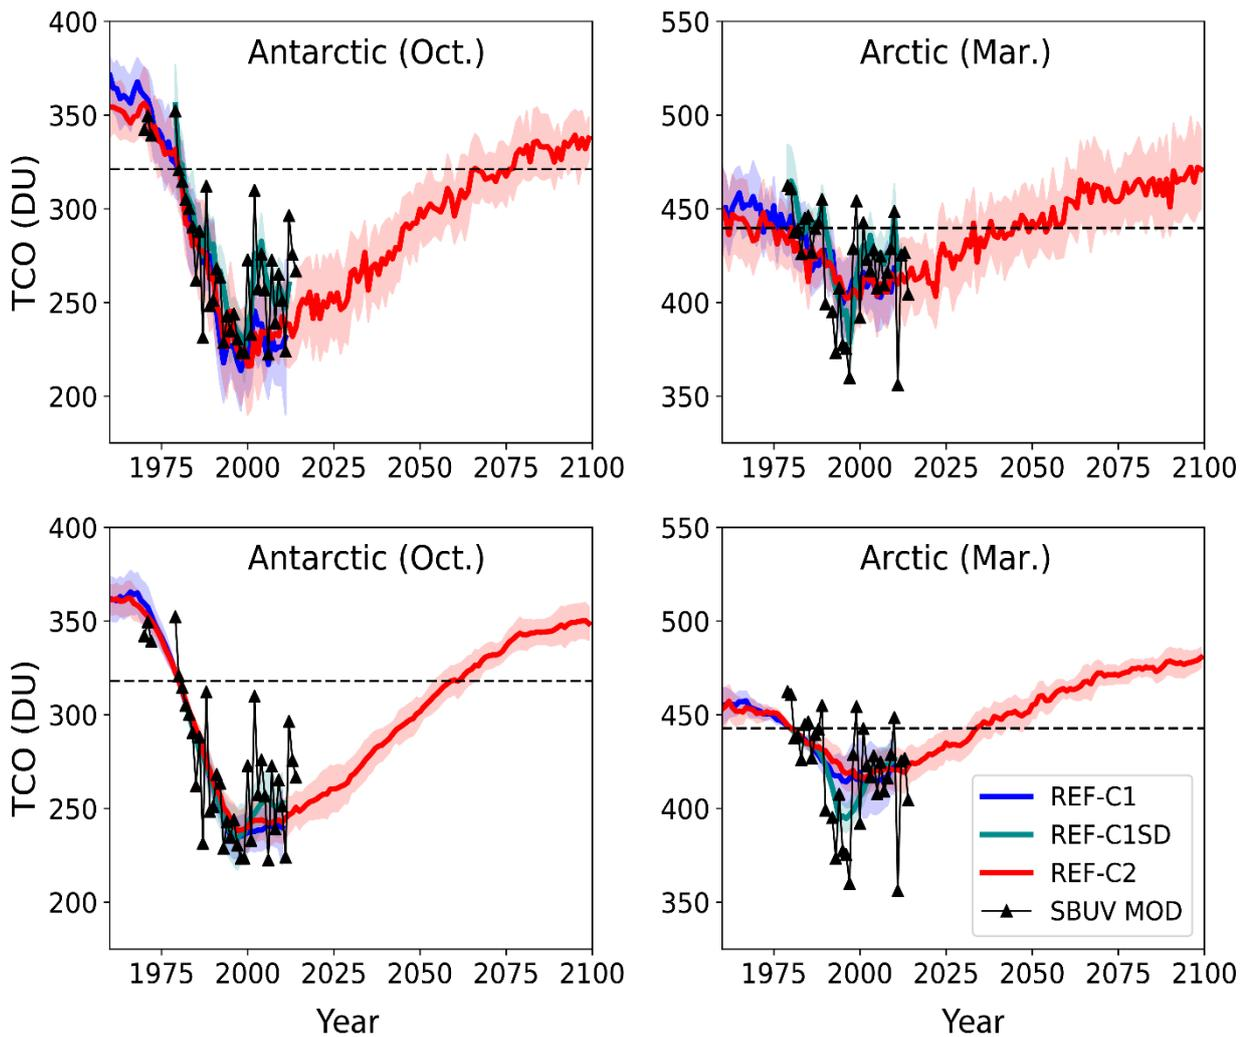 Antarctic (Oct.)
TCO (DU)
400
350
300
250
200
1975 2000 2025 2050 2075 2100
Arctic (Mar.)
550
500
450
400
350
1975 2000 2025 2050 2075 2100
Antarctic (Oct.)
TCO (DU)
400
350
300
250
200
1975 2000 2025 2050 2075 2100
Year
Arctic (Mar.)
550
500
450
400
350
REF-C1
REF-C1SD
REF-C2
SBUV MOD
1975 2000 2025 2050 2075 2100
Year